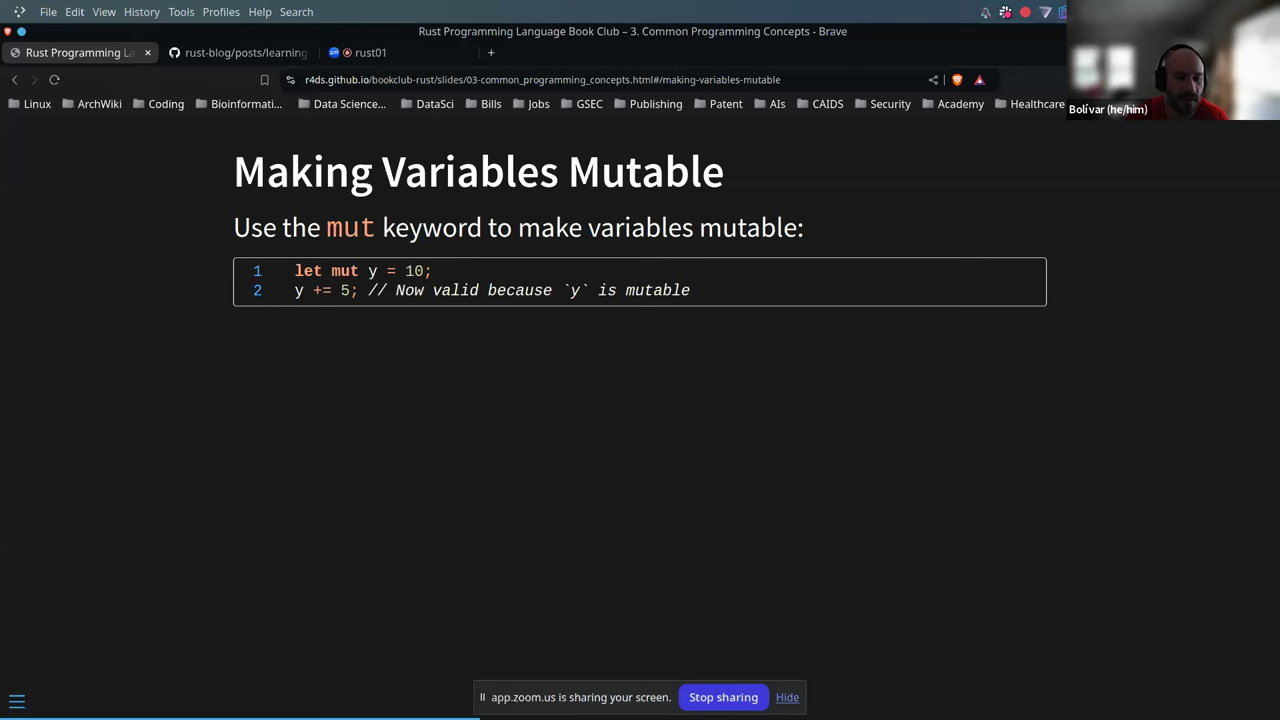 File Edit View History Tools Profiles Help Search
Rust Programming Language Book Club – 3. Common Programming Concepts - Brave
Rust Programming La
rust-blog/posts/learning
rust01
r4ds.github.io/bookclub-rust/slides/03-common_programming_concepts.html#/making-variables-mutable
Linux ArchWiki Coding Bioinformati... Data Science... DataSci Bills Jobs GSEC Publishing Patent AIs CAIDS Security Academy Healthcare
Bolívar (he/him)
Making Variables Mutable
Use the mut keyword to make variables mutable:
1 let mut y = 10;
2 y += 5; // Now valid because `y` is mutable
app.zoom.us is sharing your screen. Stop sharing Hide